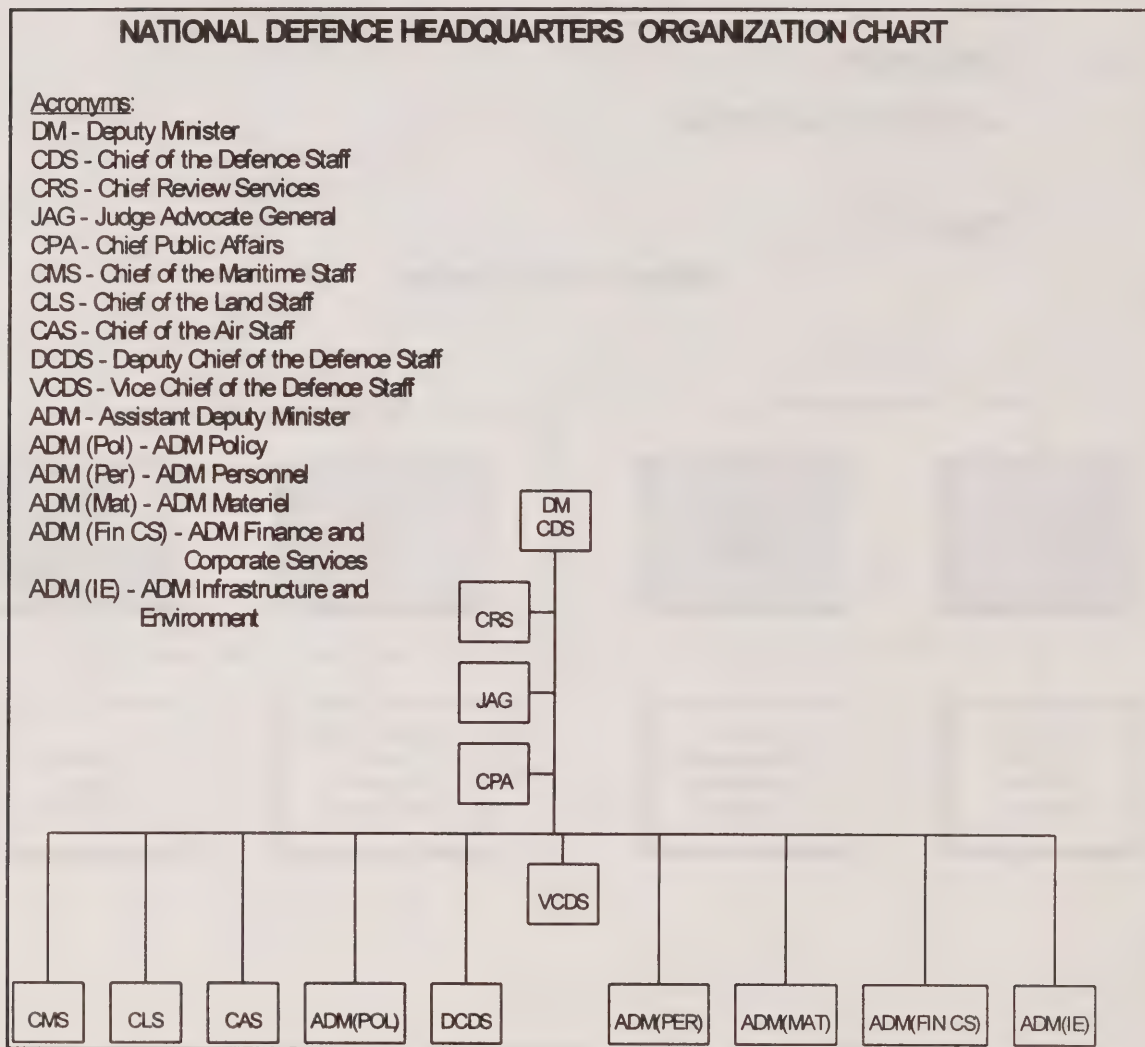 NATIONAL DEFENCE HEADQUARTERS ORGANIZATION CHART
Acronyms:
DM - Deputy Minister
CDS - Chief of the Defence Staff
CRS - Chief Review Services
JAG - Judge Advocate General
CPA - Chief Public Affairs
CMS - Chief of the Maritime Staff
CLS - Chief of the Land Staff
CAS - Chief of the Air Staff
DCDS - Deputy Chief of the Defence Staff
VCDS - Vice Chief of the Defence Staff
ADM - Assistant Deputy Minister
ADM (Pol) - ADM Policy
ADM (Per) - ADM Personnel
ADM (Mat) - ADM Materiel
ADM (Fin CS) - ADM Finance and
Corporate Services
ADM (IE) - ADM Infrastructure and
Environment
DM
CDS
CRS
JAG
CPA
VCDS
CMS
CLS
CAS
ADM(POL)
DCDS
ADM(PER)
ADM(MAT)
ADM(FIN CS)
ADM(IE)